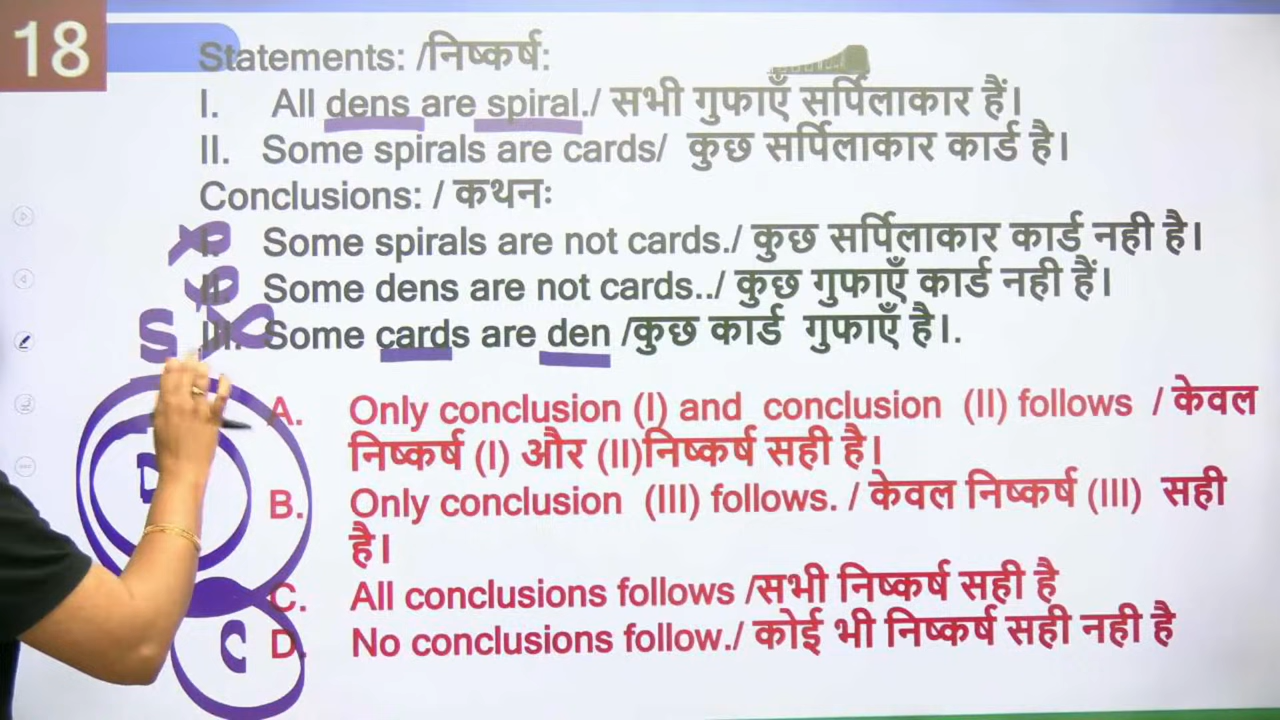 18
Statements: /निष्कर्ष:
I. All dens are spiral./ सभी गुफाएँ सर्पिलाकार हैं।
II. Some spirals are cards/ कुछ सर्पिलाकार कार्ड है।
Conclusions: / कथनः
I. Some spirals are not cards./ कुछ सर्पिलाकार कार्ड नही है।
II. Some dens are not cards../ कुछ गुफाएँ कार्ड नही हैं।
III. Some cards are den /कुछ कार्ड गुफाएँ है।.
S
A. Only conclusion (I) and conclusion (II) follows / केवल
निष्कर्ष (I) और (II)निष्कर्ष सही है।
D
B. Only conclusion (III) follows. / केवल निष्कर्ष (III) सही
है।
C. All conclusions follows /सभी निष्कर्ष सही है
C
D. No conclusions follow./ कोई भी निष्कर्ष सही नही है